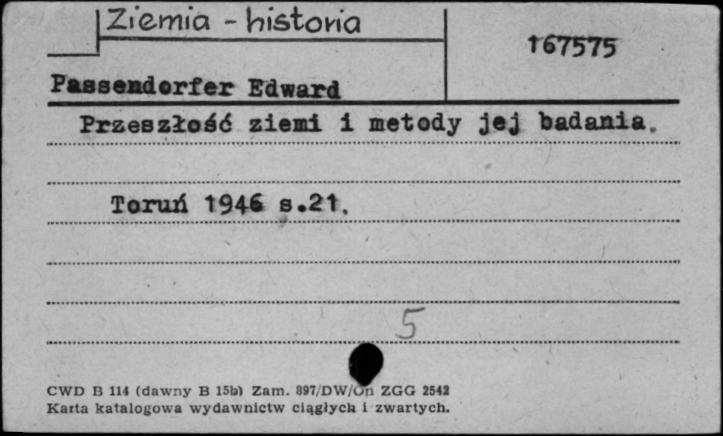 Ziemia - historia
167575
Passendorfer Edward
Przeszłość ziemi i metody jej badania.
Toruń 1946 s.21.
5
CWD B 114 (dawny B 15b) Zam. 897/DW/On ZGG 2542
Karta katalogowa wydawnictw ciągłych i zwartych.